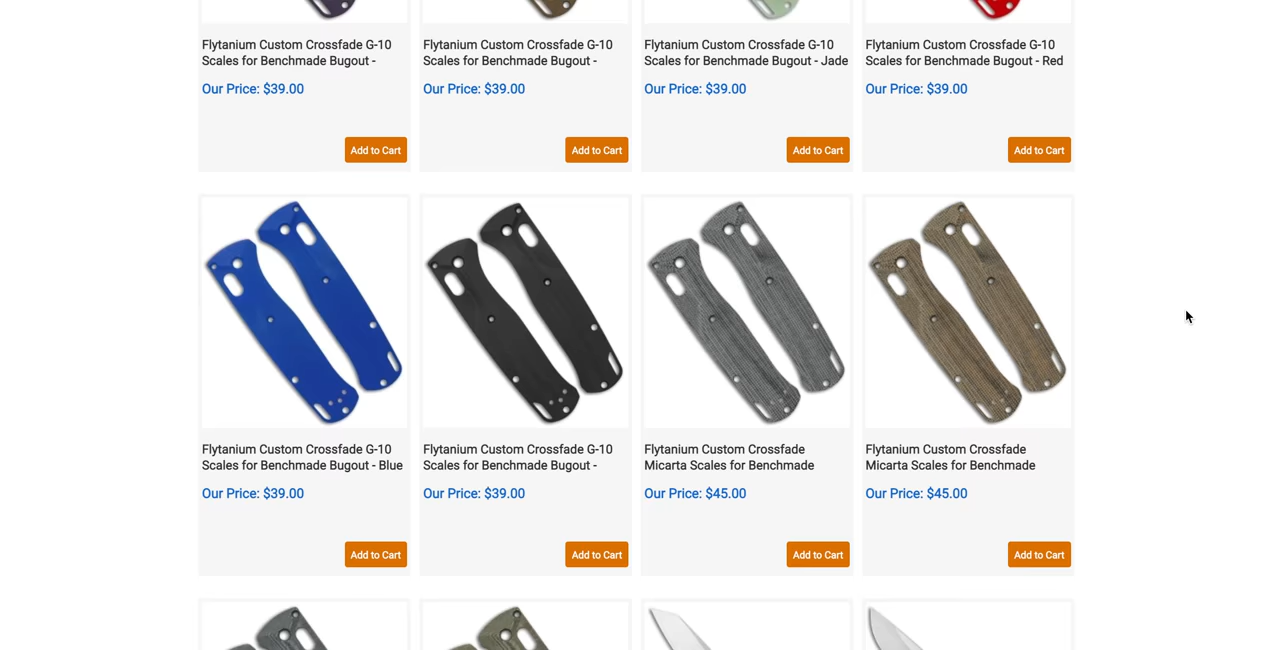 Flytanium Custom Crossfade G-10
Scales for Benchmade Bugout -
Our Price: $39.00
Add to Cart
Flytanium Custom Crossfade G-10
Scales for Benchmade Bugout -
Our Price: $39.00
Add to Cart
Flytanium Custom Crossfade G-10
Scales for Benchmade Bugout - Jade
Our Price: $39.00
Add to Cart
Flytanium Custom Crossfade G-10
Scales for Benchmade Bugout - Red
Our Price: $39.00
Add to Cart
Flytanium Custom Crossfade G-10
Scales for Benchmade Bugout - Blue
Our Price: $39.00
Add to Cart
Flytanium Custom Crossfade G-10
Scales for Benchmade Bugout -
Our Price: $39.00
Add to Cart
Flytanium Custom Crossfade
Micarta Scales for Benchmade
Our Price: $45.00
Add to Cart
Flytanium Custom Crossfade
Micarta Scales for Benchmade
Our Price: $45.00
Add to Cart